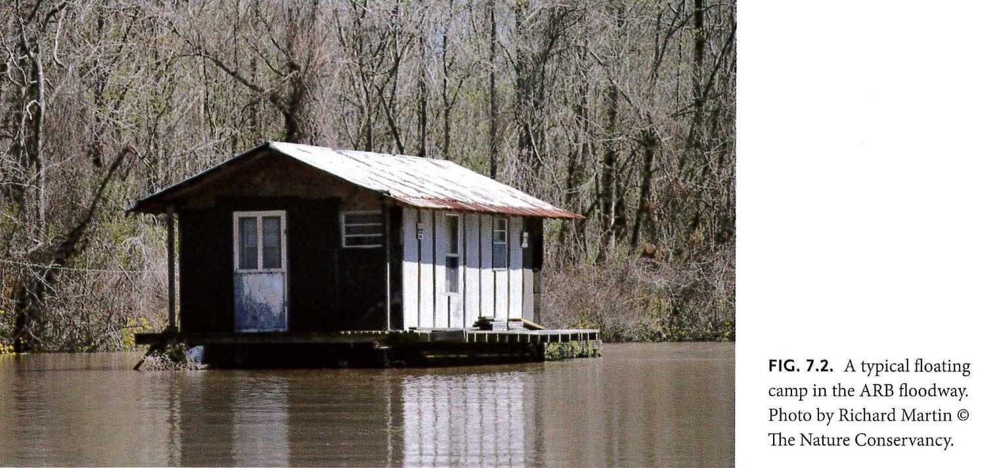 FIG. 7.2. A typical floating
camp in the ARB floodway.
Photo by Richard Martin ©
The Nature Conservancy.